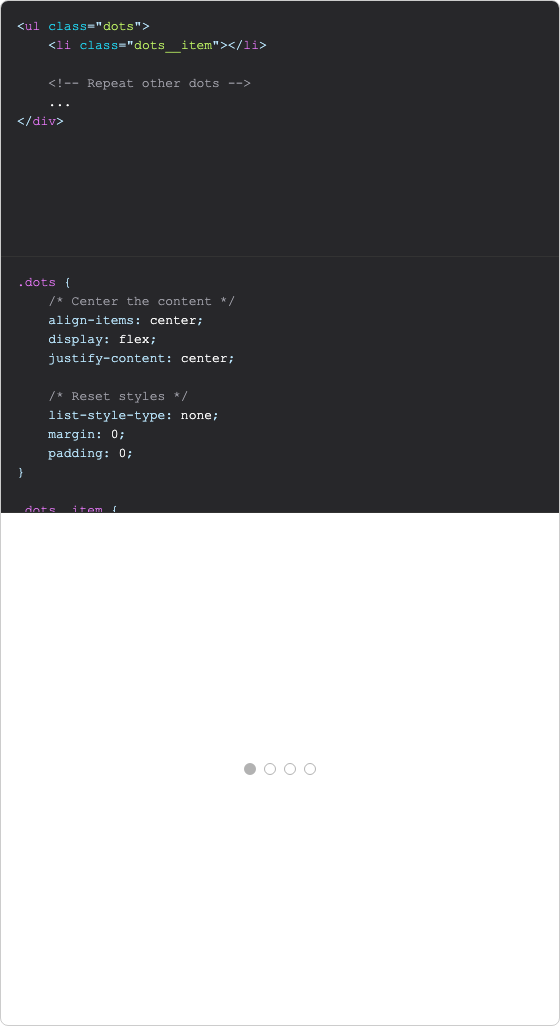 <ul class="dots">
    <li class="dots__item"></li>

    <!-- Repeat other dots -->
    ...
</div>
.dots {
    /* Center the content */
    align-items: center;
    display: flex;
    justify-content: center;

    /* Reset styles */
    list-style-type: none;
    margin: 0;
    padding: 0;
}

.dots__item {